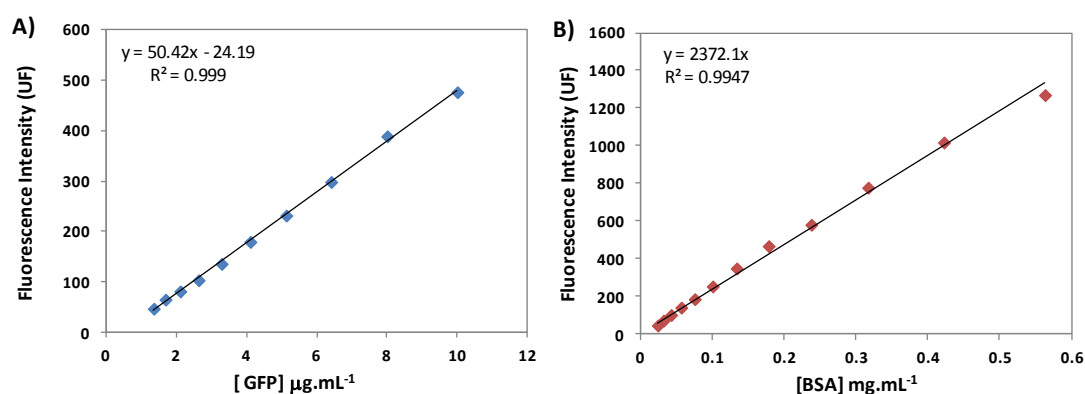 A)
y = 50.42x - 24.19
R² = 0.999
Fluorescence Intensity (UF)
600
500
400
300
200
100
0
0 2 4 6 8 10 12
[ GFP] µg.mL⁻¹
B)
y = 2372.1x
R² = 0.9947
Fluorescence Intensity (UF)
1600
1400
1200
1000
800
600
400
200
0
0 0.1 0.2 0.3 0.4 0.5 0.6
[BSA] mg.mL⁻¹